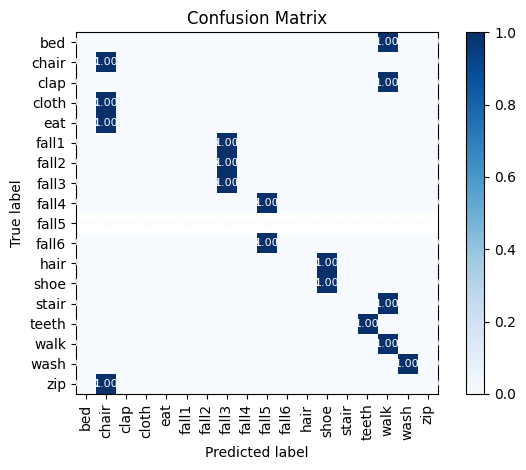 Confusion Matrix
True label
bed 1.00
chair 1.00
clap 1.00
cloth 1.00
eat 1.00
fall1 1.00
fall2 1.00
fall3 1.00
fall4 1.00
fall5
fall6 1.00
hair 1.00
shoe 1.00
stair 1.00
teeth 1.00
walk 1.00
wash 1.00
zip 1.00
bed chair clap cloth eat fall1 fall2 fall3 fall4 fall5 fall6 hair shoe stair teeth walk wash zip
Predicted label
1.0
0.8
0.6
0.4
0.2
0.0